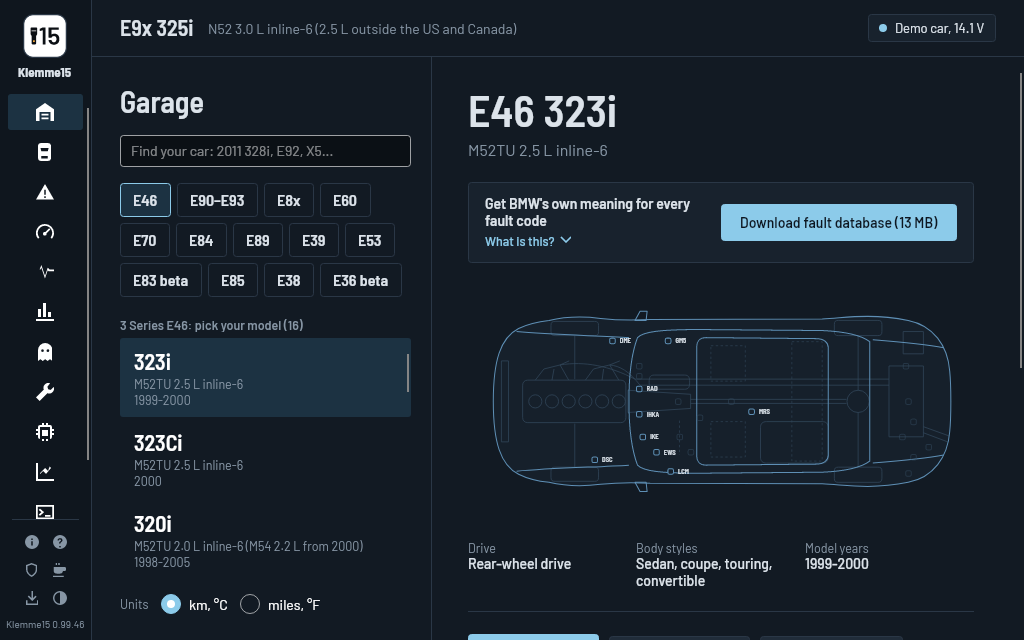 I15
Klemme15
E9x 325i
N52 3.0 L inline-6 (2.5 L outside the US and Canada)
Demo car, 14.1 V
Garage
Find your car: 2011 328i, E92, X5...
E46
E90–E93
E8x
E60
E70
E84
E89
E39
E53
E83 beta
E85
E38
E36 beta
3 Series E46: pick your model (16)
323i
M52TU 2.5 L inline-6
1999-2000
323Ci
M52TU 2.5 L inline-6
2000
320i
M52TU 2.0 L inline-6 (M54 2.2 L from 2000)
1998-2005
Units
km, °C
miles, °F
Klemme15 0.99.46
E46 323i
M52TU 2.5 L inline-6
Get BMW's own meaning for every
fault code
What is this?
Download fault database (13 MB)
DME
GM5
RAD
IHKA
MRS
IKE
EWS
DSC
LCM
Drive
Rear-wheel drive
Body styles
Sedan, coupe, touring,
convertible
Model years
1999-2000